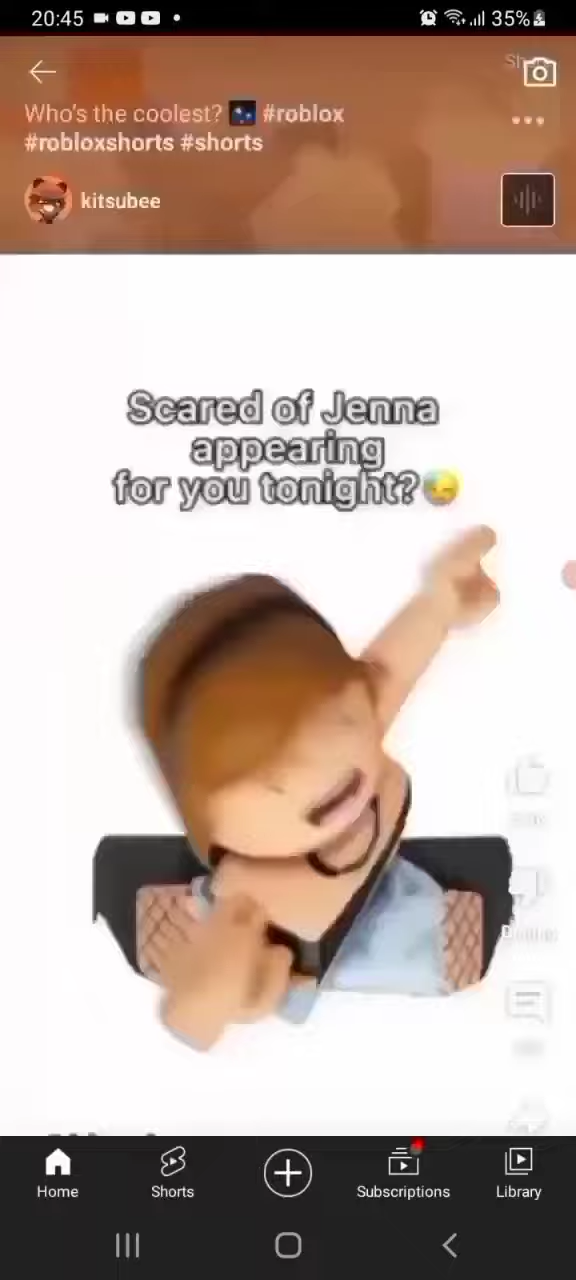 20:45
35%
Sh
Who's the coolest? 🌌 #roblox
#robloxshorts #shorts
kitsubee
Scared of Jenna
appearing
for you tonight?😓
Home
Shorts
Subscriptions
Library